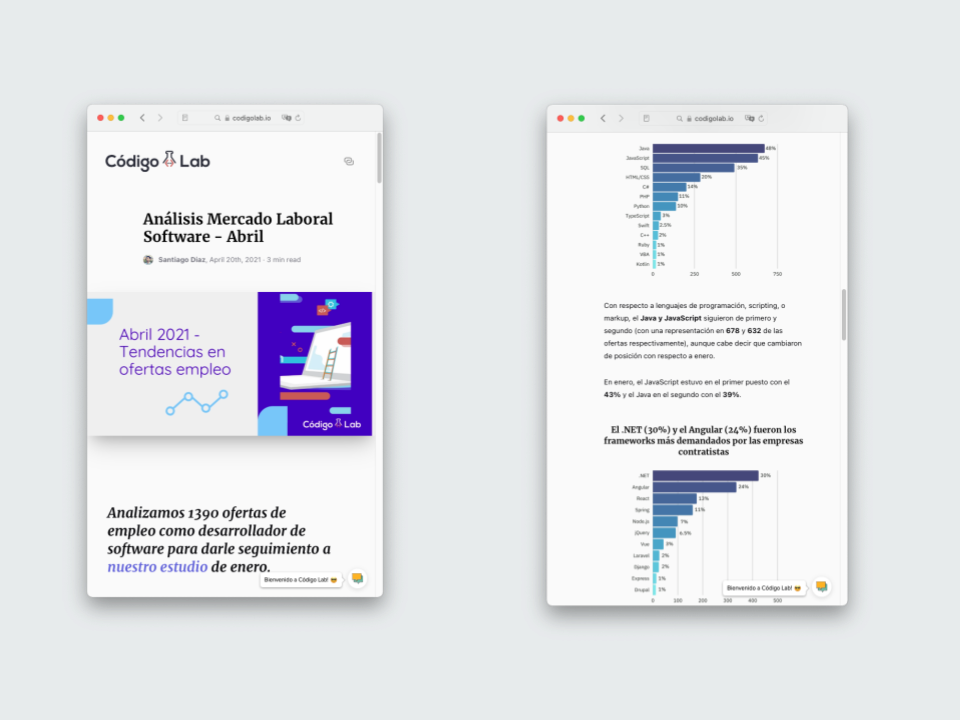 codigolab.io
Código Lab
Análisis Mercado Laboral
Software - Abril
Santiago Díaz, April 20th, 2021 · 3 min read
Abril 2021 -
Tendencias en
ofertas empleo
Código Lab
Analizamos 1390 ofertas de
empleo como desarrollador de
software para darle seguimiento a
nuestro estudio de enero.
Bienvenido a Código Lab! 😎
codigolab.io
Java 48%
JavaScript 45%
SQL 35%
HTML/CSS 20%
C# 14%
PHP 11%
Python 10%
TypeScript 3%
Swift 2.5%
C++ 2%
Ruby 1%
VBA 1%
Kotlin 1%
0 250 500 750
Con respecto a lenguajes de programación, scripting, o
markup, el Java y JavaScript siguieron de primero y
segundo (con una representación en 678 y 632 de las
ofertas respectivamente), aunque cabe decir que cambiaron
de posición con respecto a enero.
En enero, el JavaScript estuvo en el primer puesto con el
43% y el Java en el segundo con el 39%.
El .NET (30%) y el Angular (24%) fueron los
frameworks más demandados por las empresas
contratistas
.NET 30%
Angular 24%
React 12%
Spring 11%
Node.js 7%
jQuery 6.5%
Vue 3%
Laravel 2%
Django 2%
Express 1%
Drupal 1%
0 100 200 300 400 500
Bienvenido a Código Lab! 😎